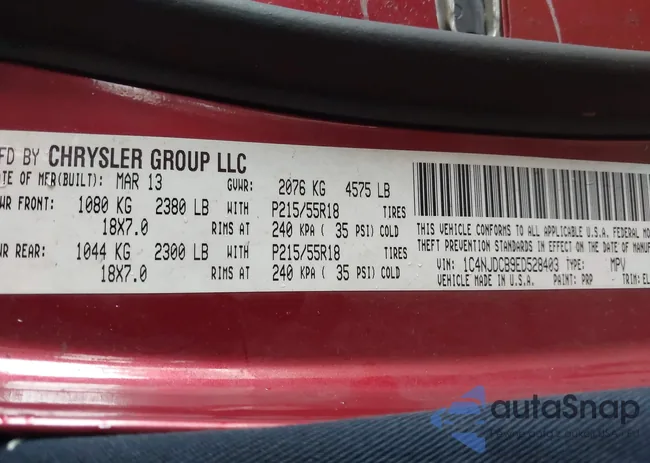 FD BY CHRYSLER GROUP LLC
TE OF MFR(BUILT): MAR 13 GVWR: 2076 KG 4575 LB
WR FRONT: 1080 KG 2380 LB WITH P215/55R18 TIRES
18X7.0 RIMS AT 240 KPA ( 35 PSI) COLD
WR REAR: 1044 KG 2300 LB WITH P215/55R18 TIRES
18X7.0 RIMS AT 240 KPA ( 35 PSI) COLD
THIS VEHICLE CONFORMS TO ALL APPLICABLE U.S.A. FEDERAL MO
THEFT PREVENTION STANDARDS IN EFFECT ON THE DATE OF MAN
VIN: 1C4NJDCB9ED528403 TYPE: MPV
VEHICLE MADE IN U.S.A. PAINT: PRP TRIM: EL
autaSnap